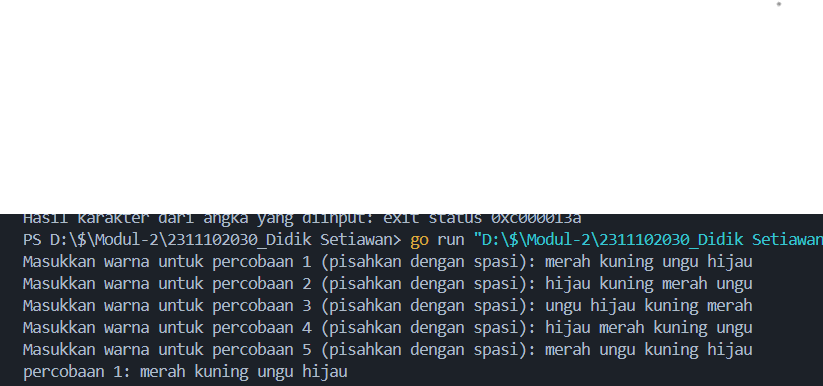 Hasil karakter dari angka yang diinput: exit status 0xc000013a
PS D:\$\Modul-2\2311102030_Didik Setiawan> go run "D:\$\Modul-2\2311102030_Didik Setiawan
Masukkan warna untuk percobaan 1 (pisahkan dengan spasi): merah kuning ungu hijau
Masukkan warna untuk percobaan 2 (pisahkan dengan spasi): hijau kuning merah ungu
Masukkan warna untuk percobaan 3 (pisahkan dengan spasi): ungu hijau kuning merah
Masukkan warna untuk percobaan 4 (pisahkan dengan spasi): hijau merah kuning ungu
Masukkan warna untuk percobaan 5 (pisahkan dengan spasi): merah ungu kuning hijau
percobaan 1: merah kuning ungu hijau